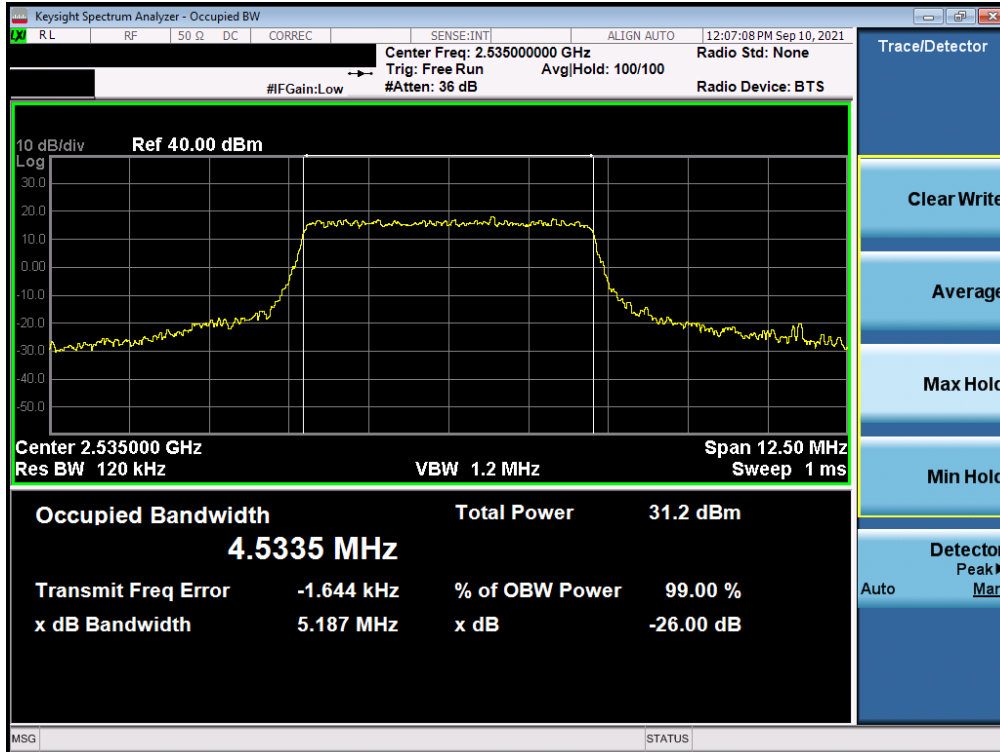 Keysight Spectrum Analyzer - Occupied BW
LXI RL RF 50 Ω DC CORREC SENSE:INT ALIGN AUTO 12:07:08 PM Sep 10, 2021
Center Freq: 2.535000000 GHz Radio Std: None
Trig: Free Run Avg|Hold: 100/100
#IFGain:Low #Atten: 36 dB Radio Device: BTS
Trace/Detector
10 dB/div Ref 40.00 dBm
Log
30.0
20.0
10.0
0.00
-10.0
-20.0
-30.0
-40.0
-50.0
Center 2.535000 GHz Span 12.50 MHz
Res BW 120 kHz VBW 1.2 MHz Sweep 1 ms
Occupied Bandwidth Total Power 31.2 dBm
4.5335 MHz
Transmit Freq Error -1.644 kHz % of OBW Power 99.00 %
x dB Bandwidth 5.187 MHz x dB -26.00 dB
Clear Write
Average
Max Hold
Min Hold
Detector
Peak
Auto Man
MSG STATUS